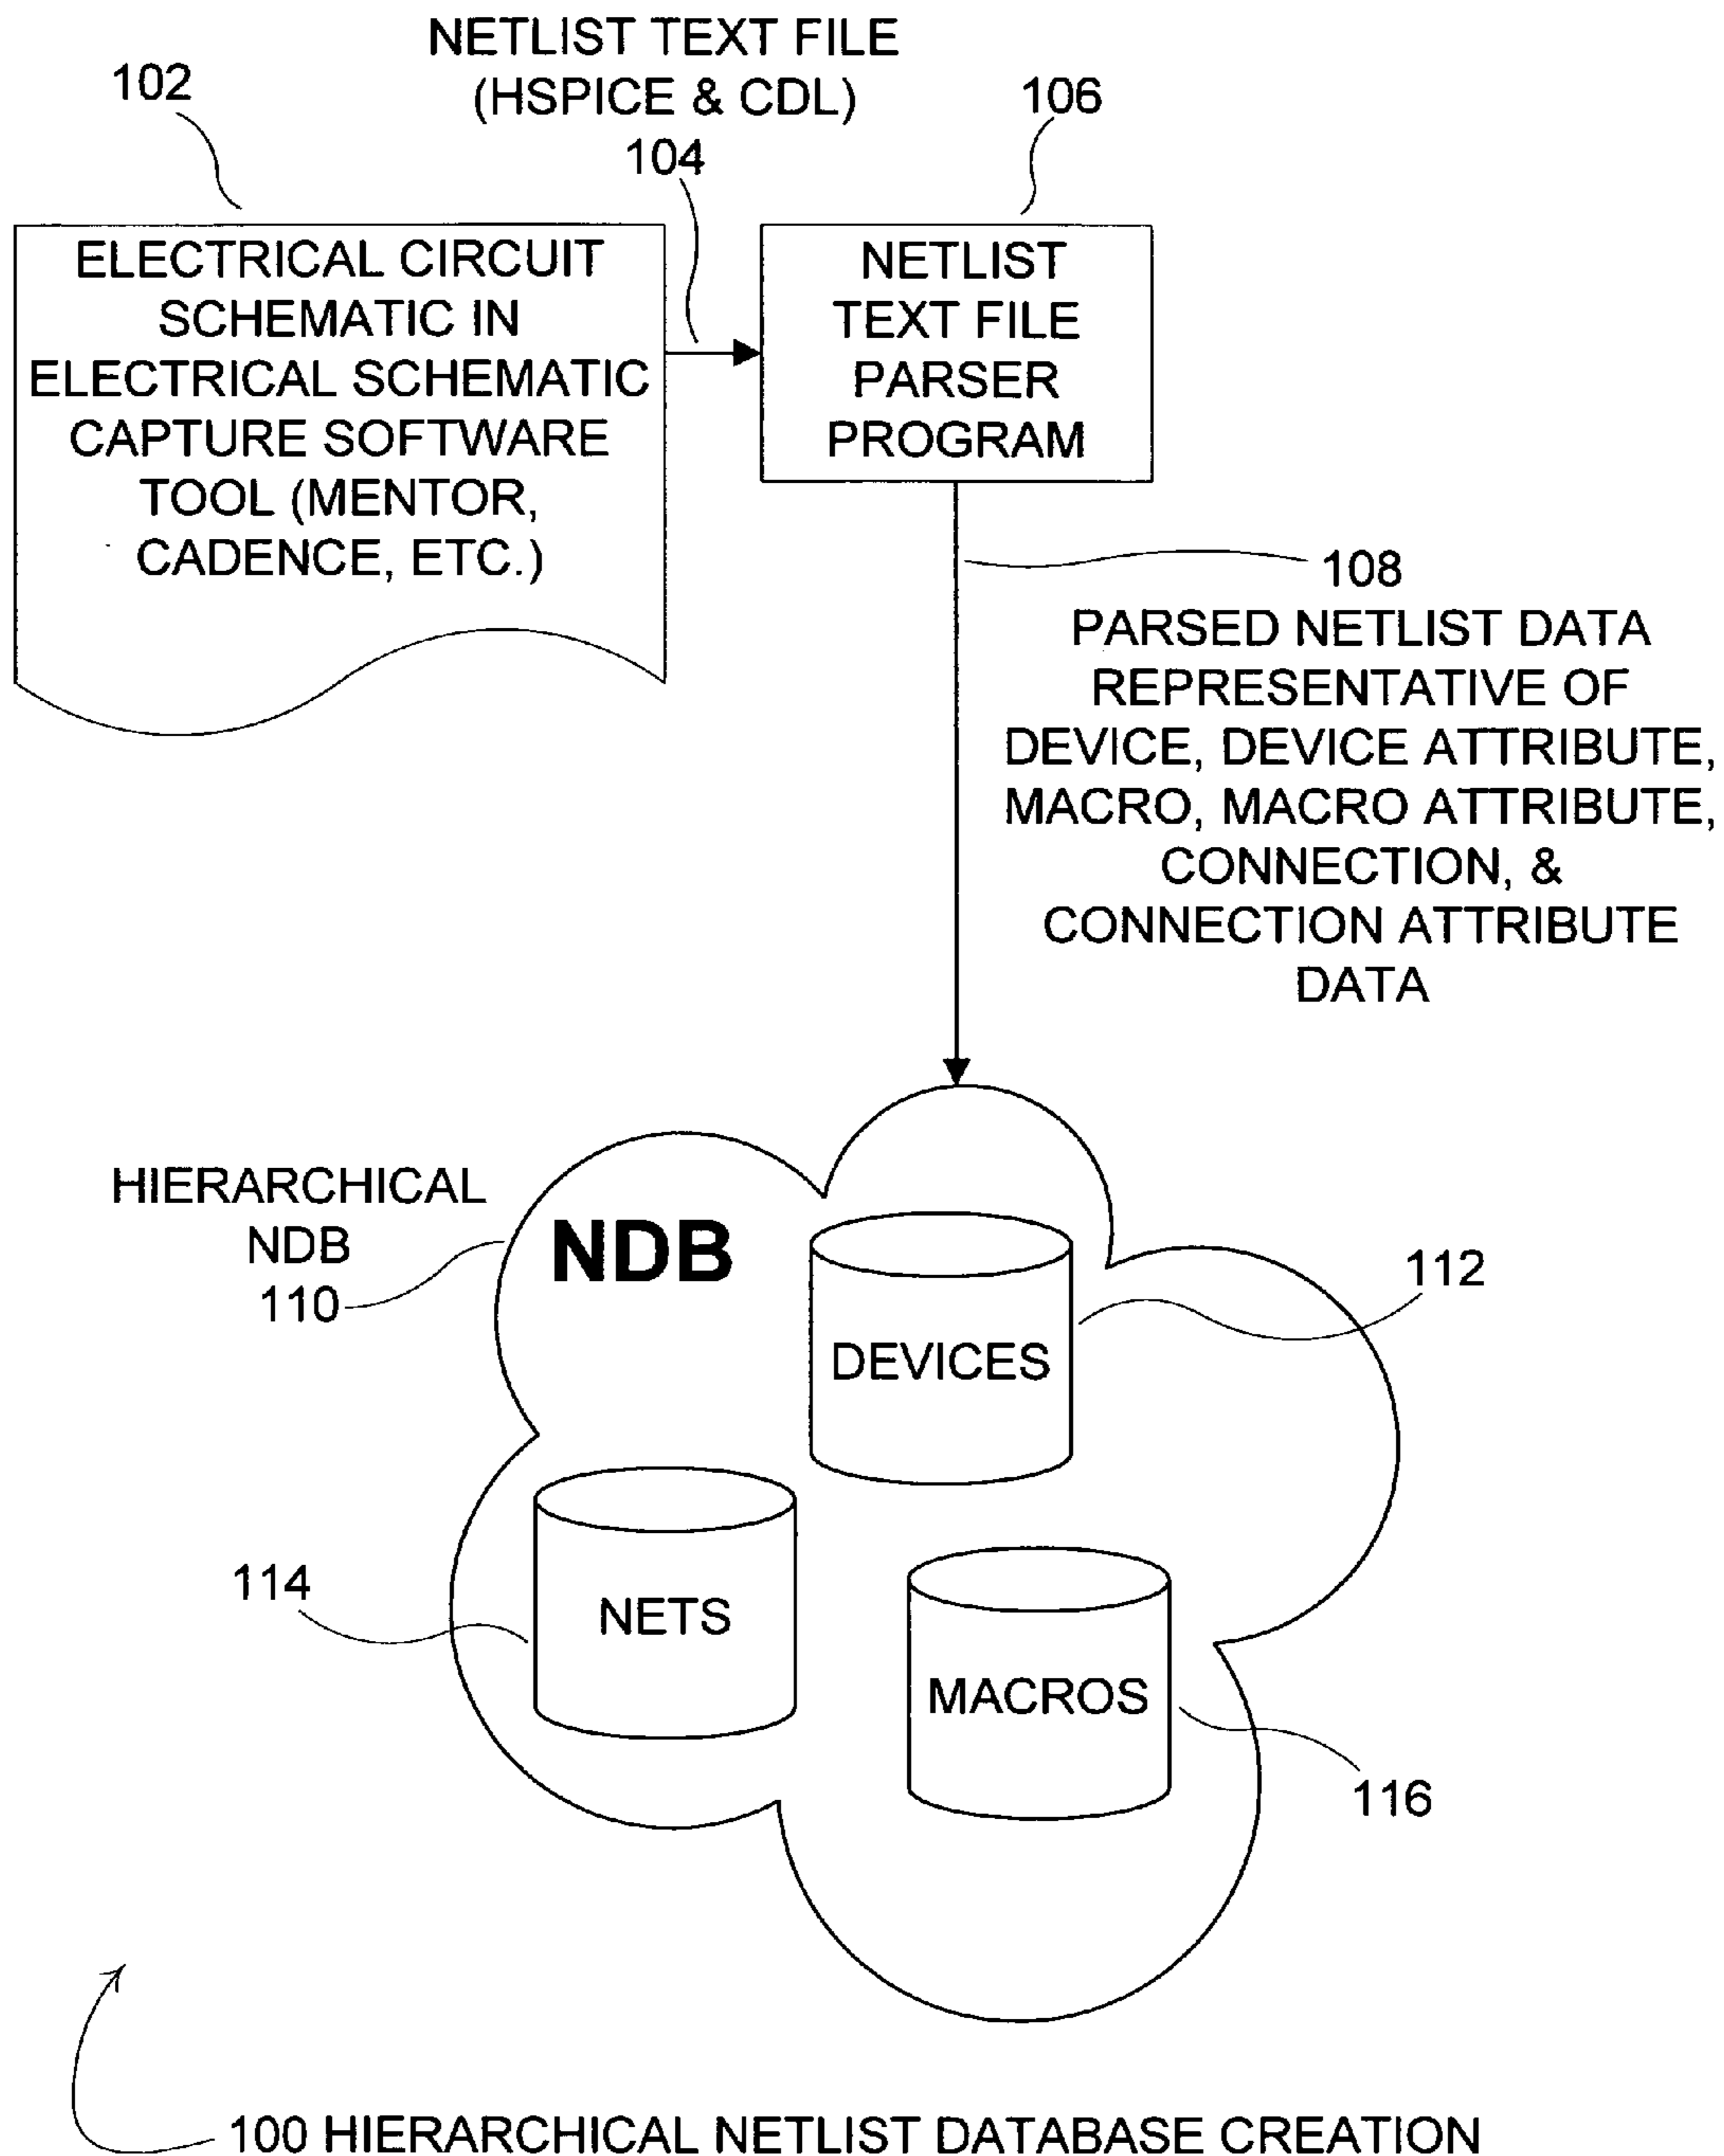 NETLIST TEXT FILE
(HSPICE & CDL)
104
102
106
ELECTRICAL CIRCUIT
SCHEMATIC IN
ELECTRICAL SCHEMATIC
CAPTURE SOFTWARE
TOOL (MENTOR,
CADENCE, ETC.)
NETLIST
TEXT FILE
PARSER
PROGRAM
108
PARSED NETLIST DATA
REPRESENTATIVE OF
DEVICE, DEVICE ATTRIBUTE,
MACRO, MACRO ATTRIBUTE,
CONNECTION, &
CONNECTION ATTRIBUTE
DATA
HIERARCHICAL
NDB
110
NDB
112
DEVICES
114
NETS
MACROS
116
100 HIERARCHICAL NETLIST DATABASE CREATION